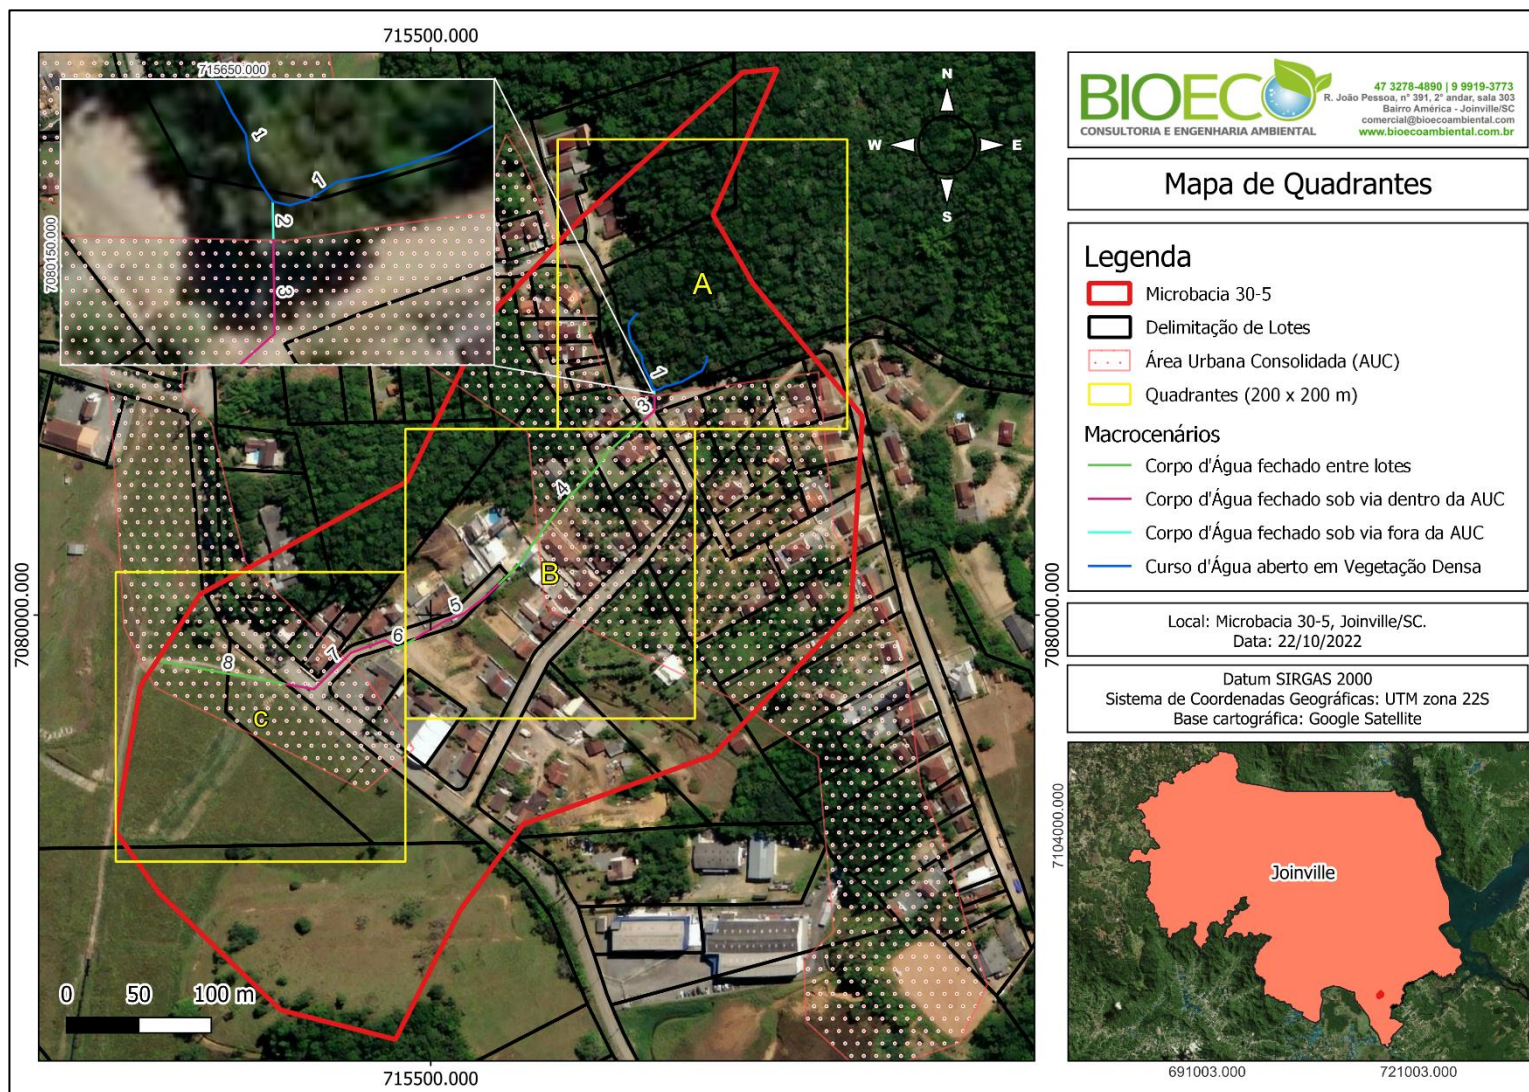 715500.000
715650.000
7080150.000
1
1
2
3
N
W
E
S
A
1
3
4
B
5
6
7
8
C
7080000.000
7080000.000
0 50 100 m
715500.000
BIOECO
CONSULTORIA E ENGENHARIA AMBIENTAL
47 3278-4890 | 9 9919-3773
R. João Pessoa, n° 391, 2° andar, sala 303
Bairro América - Joinville/SC
comercial@bioecoambiental.com
www.bioecoambiental.com.br
Mapa de Quadrantes
Legenda
Microbacia 30-5
Delimitação de Lotes
Área Urbana Consolidada (AUC)
Quadrantes (200 x 200 m)
Macrocenários
Corpo d'Água fechado entre lotes
Corpo d'Água fechado sob via dentro da AUC
Corpo d'Água fechado sob via fora da AUC
Curso d'Água aberto em Vegetação Densa
Local: Microbacia 30-5, Joinville/SC.
Data: 22/10/2022
Datum SIRGAS 2000
Sistema de Coordenadas Geográficas: UTM zona 22S
Base cartográfica: Google Satellite
7104000.000
Joinville
691003.000 721003.000